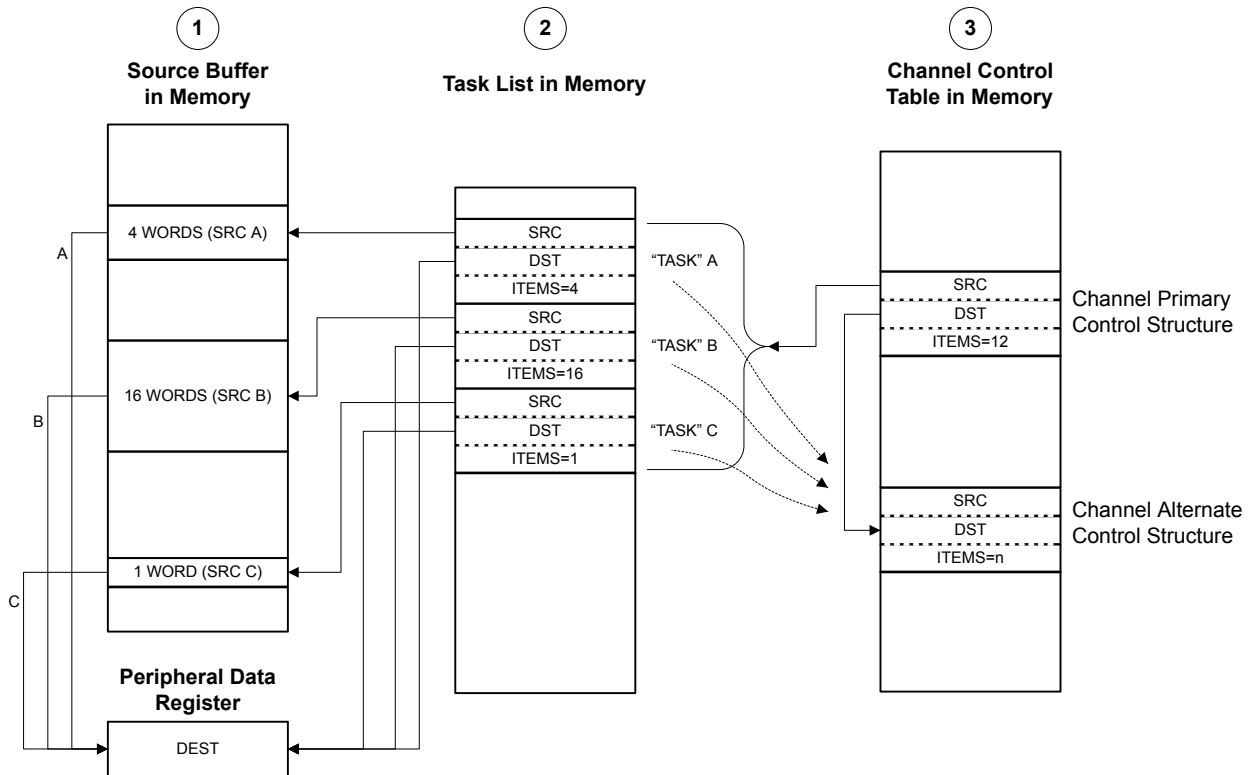 1
Source Buffer
in Memory
2
Task List in Memory
3
Channel Control
Table in Memory
4 WORDS (SRC A)
16 WORDS (SRC B)
1 WORD (SRC C)
A
B
C
Peripheral Data
Register
DEST
SRC
DST
ITEMS=4
SRC
DST
ITEMS=16
SRC
DST
ITEMS=1
“TASK” A
“TASK” B
“TASK” C
SRC
DST
ITEMS=12
Channel Primary
Control Structure
SRC
DST
ITEMS=n
Channel Alternate
Control Structure